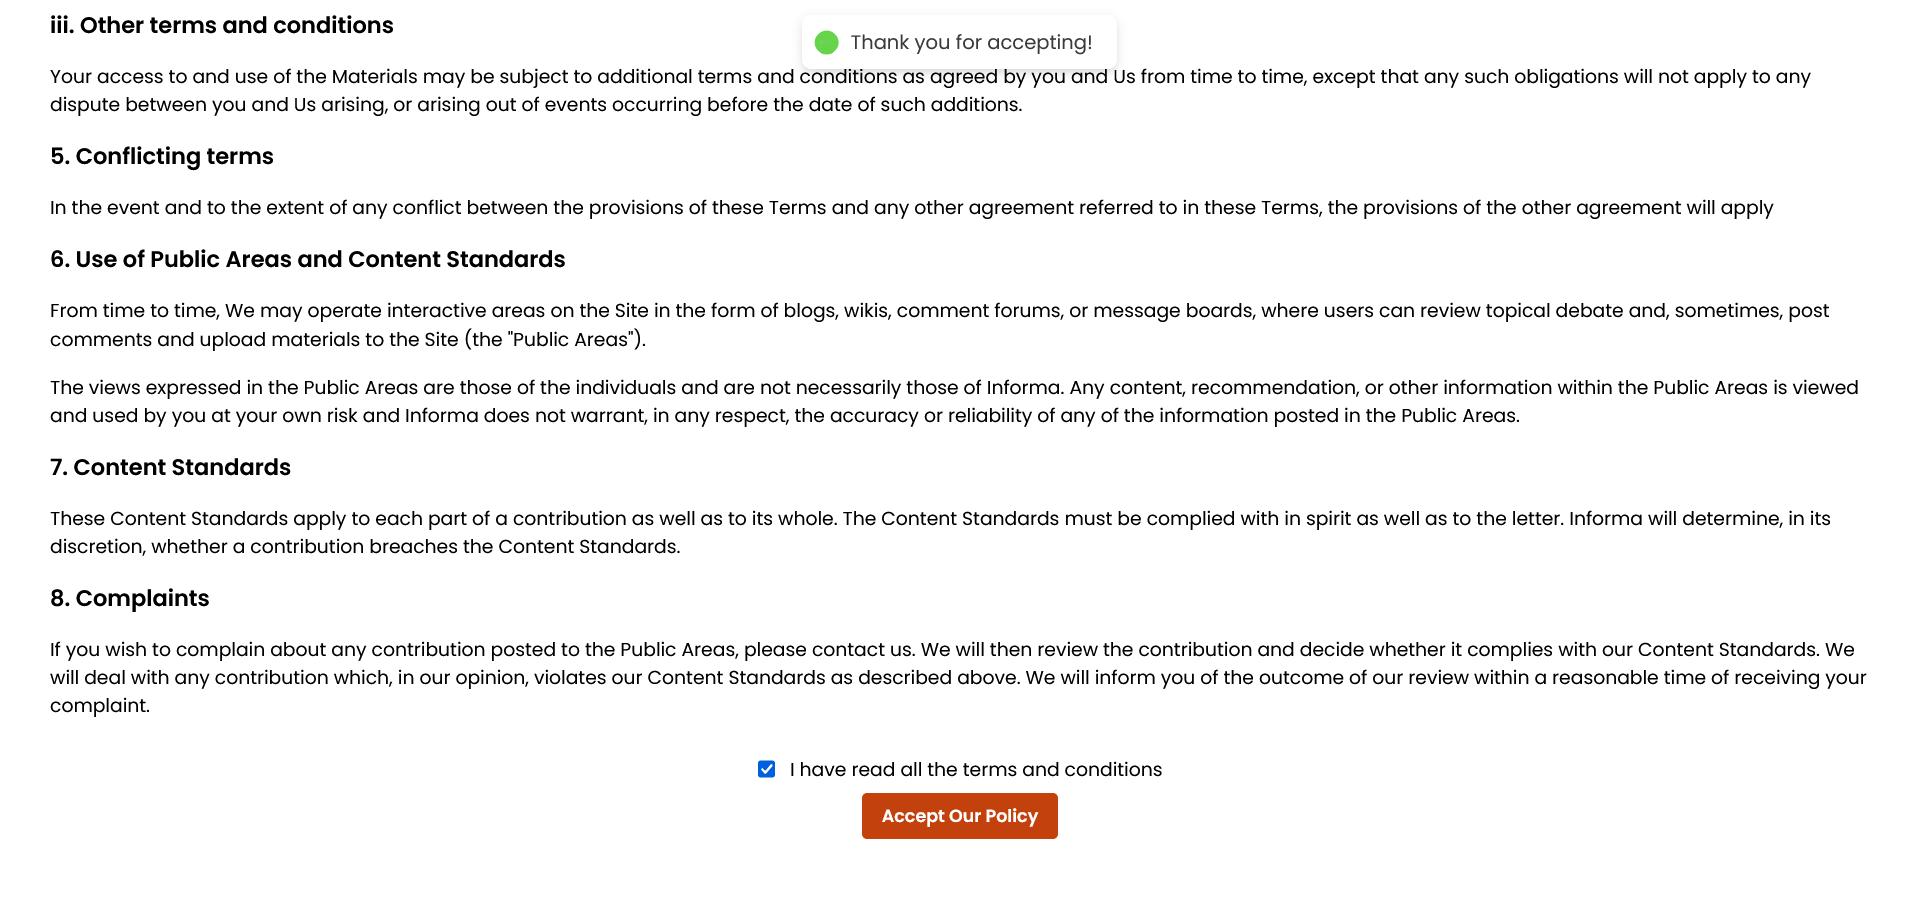 iii. Other terms and conditions
Thank you for accepting!
Your access to and use of the Materials may be subject to additional terms and conditions as agreed by you and Us from time to time, except that any such obligations will not apply to any
dispute between you and Us arising, or arising out of events occurring before the date of such additions.
5. Conflicting terms
In the event and to the extent of any conflict between the provisions of these Terms and any other agreement referred to in these Terms, the provisions of the other agreement will apply
6. Use of Public Areas and Content Standards
From time to time, We may operate interactive areas on the Site in the form of blogs, wikis, comment forums, or message boards, where users can review topical debate and, sometimes, post
comments and upload materials to the Site (the "Public Areas").
The views expressed in the Public Areas are those of the individuals and are not necessarily those of Informa. Any content, recommendation, or other information within the Public Areas is viewed
and used by you at your own risk and Informa does not warrant, in any respect, the accuracy or reliability of any of the information posted in the Public Areas.
7. Content Standards
These Content Standards apply to each part of a contribution as well as to its whole. The Content Standards must be complied with in spirit as well as to the letter. Informa will determine, in its
discretion, whether a contribution breaches the Content Standards.
8. Complaints
If you wish to complain about any contribution posted to the Public Areas, please contact us. We will then review the contribution and decide whether it complies with our Content Standards. We
will deal with any contribution which, in our opinion, violates our Content Standards as described above. We will inform you of the outcome of our review within a reasonable time of receiving your
complaint.
I have read all the terms and conditions
Accept Our Policy